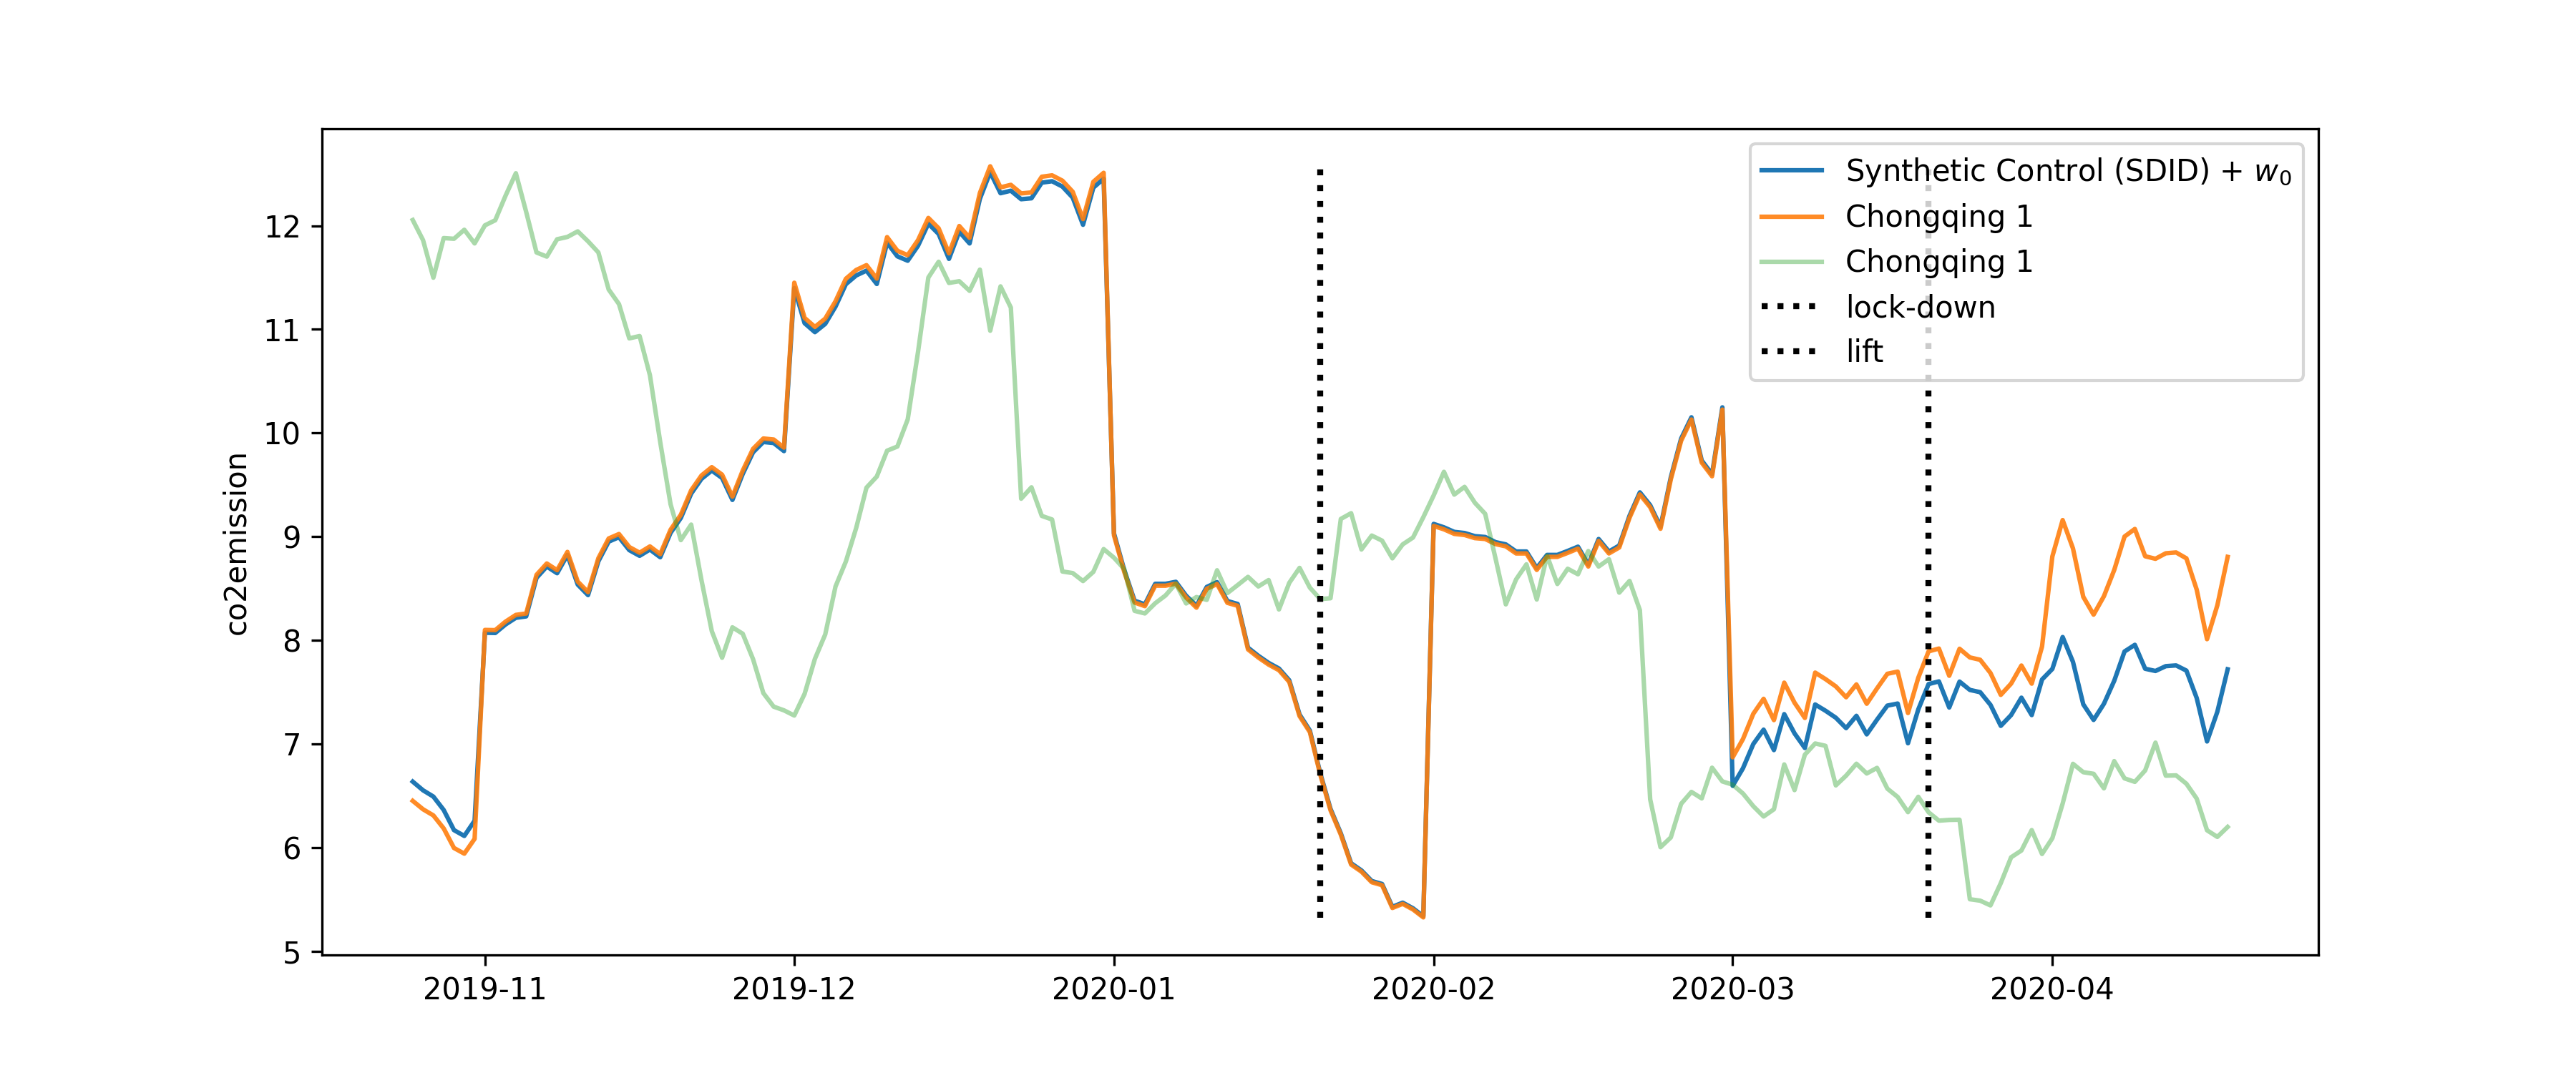 Synthetic Control (SDID) + w₀
Chongqing 1
Chongqing 1
lock-down
lift
co2emission
12
11
10
9
8
7
6
5
2019-11
2019-12
2020-01
2020-02
2020-03
2020-04